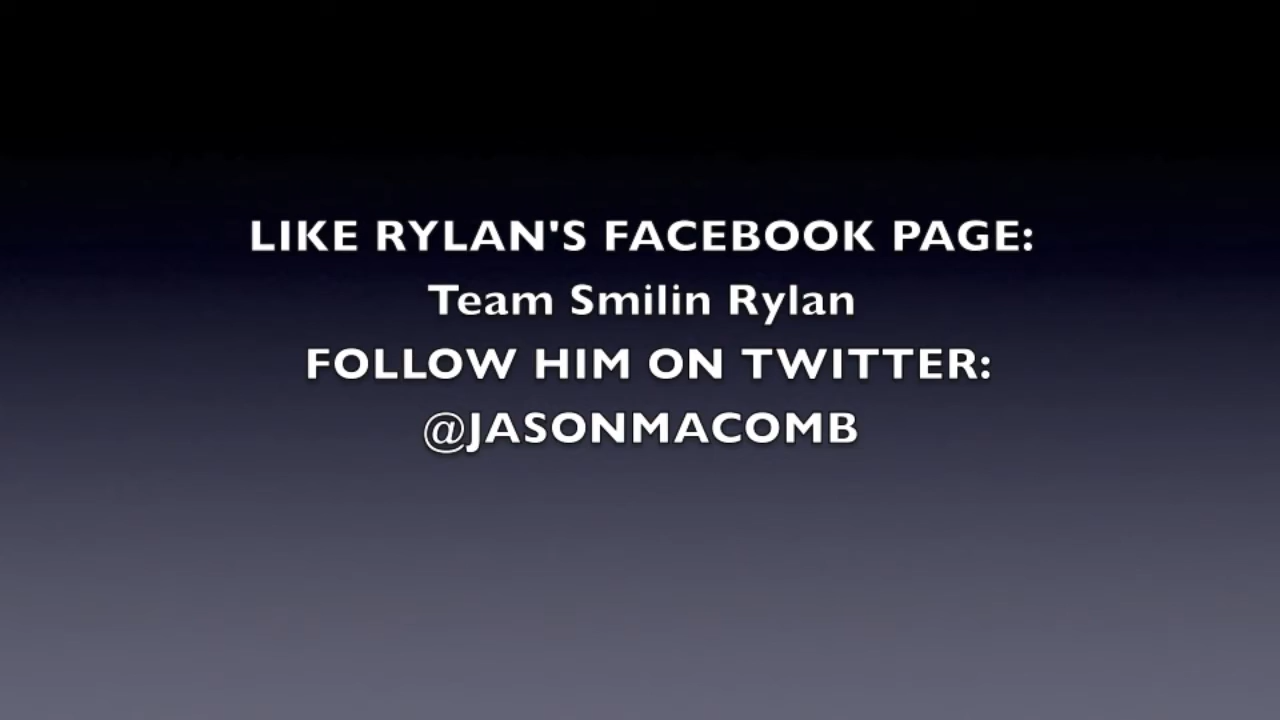 LIKE RYLAN'S FACEBOOK PAGE:
Team Smilin Rylan
FOLLOW HIM ON TWITTER:
@JASONMACOMB